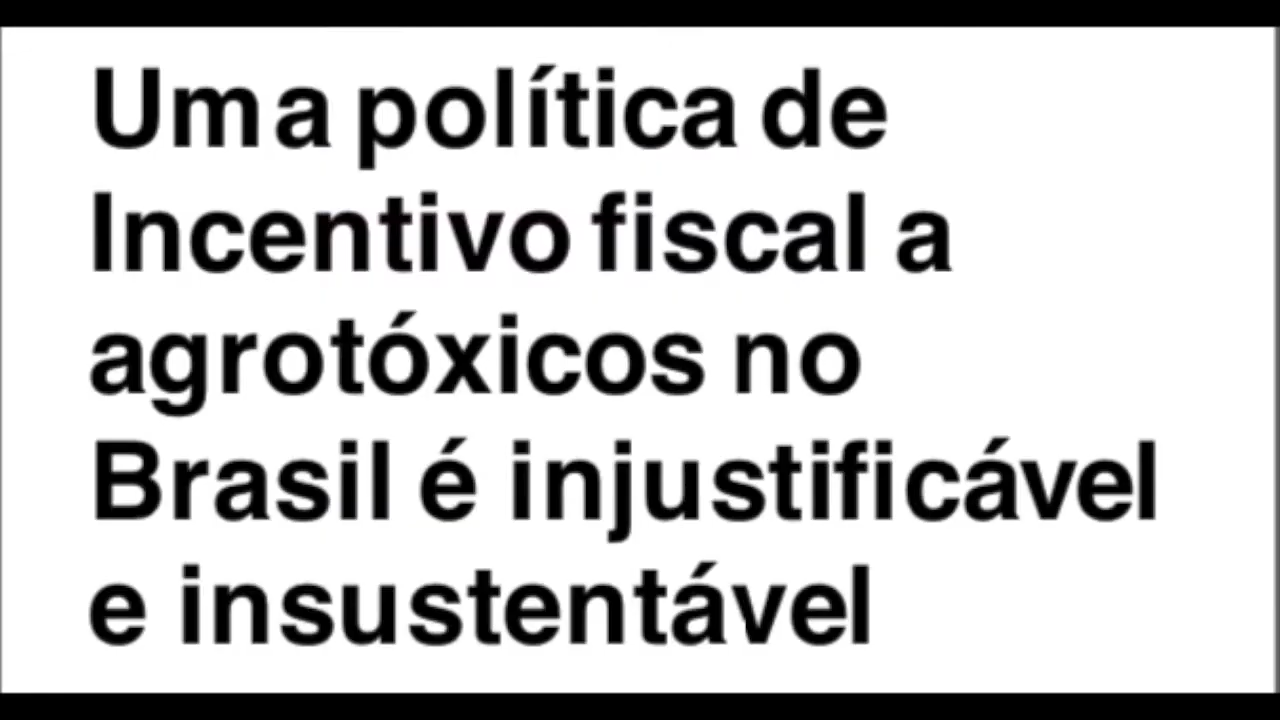 Uma política de
Incentivo fiscal a
agrotóxicos no
Brasil é injustificável
e insustentável